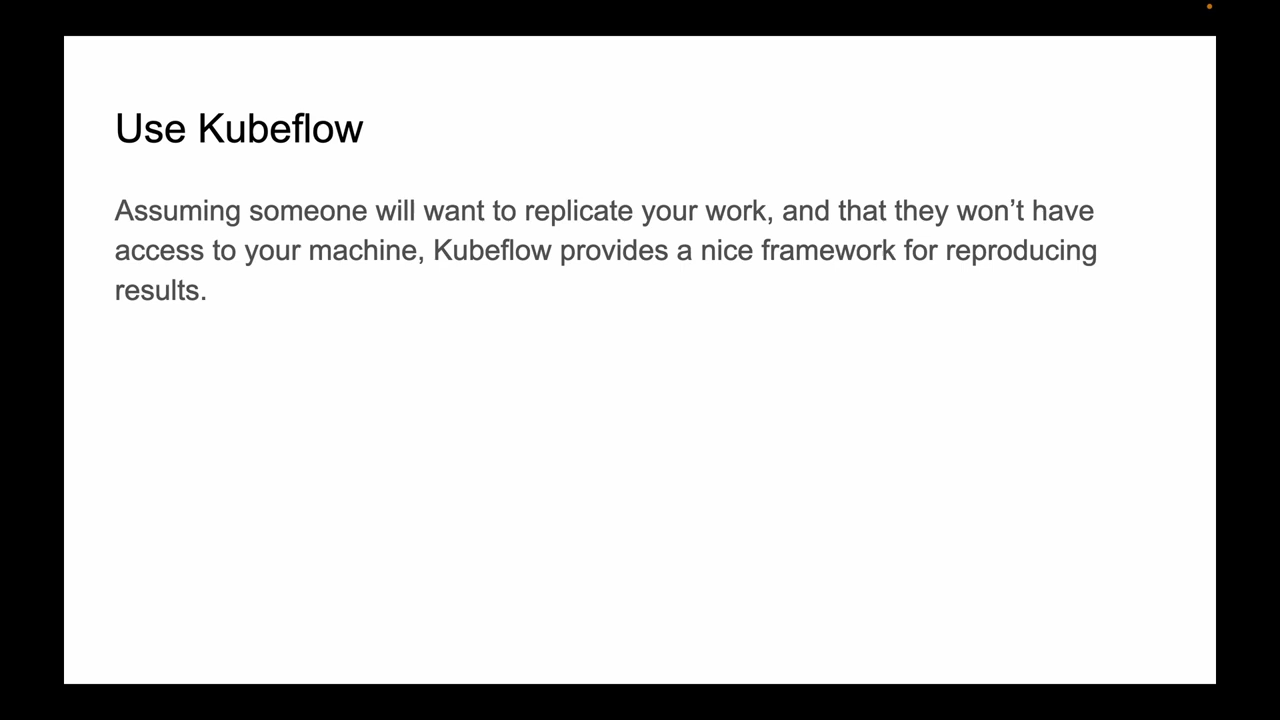 Use Kubeflow
Assuming someone will want to replicate your work, and that they won’t have
access to your machine, Kubeflow provides a nice framework for reproducing
results.